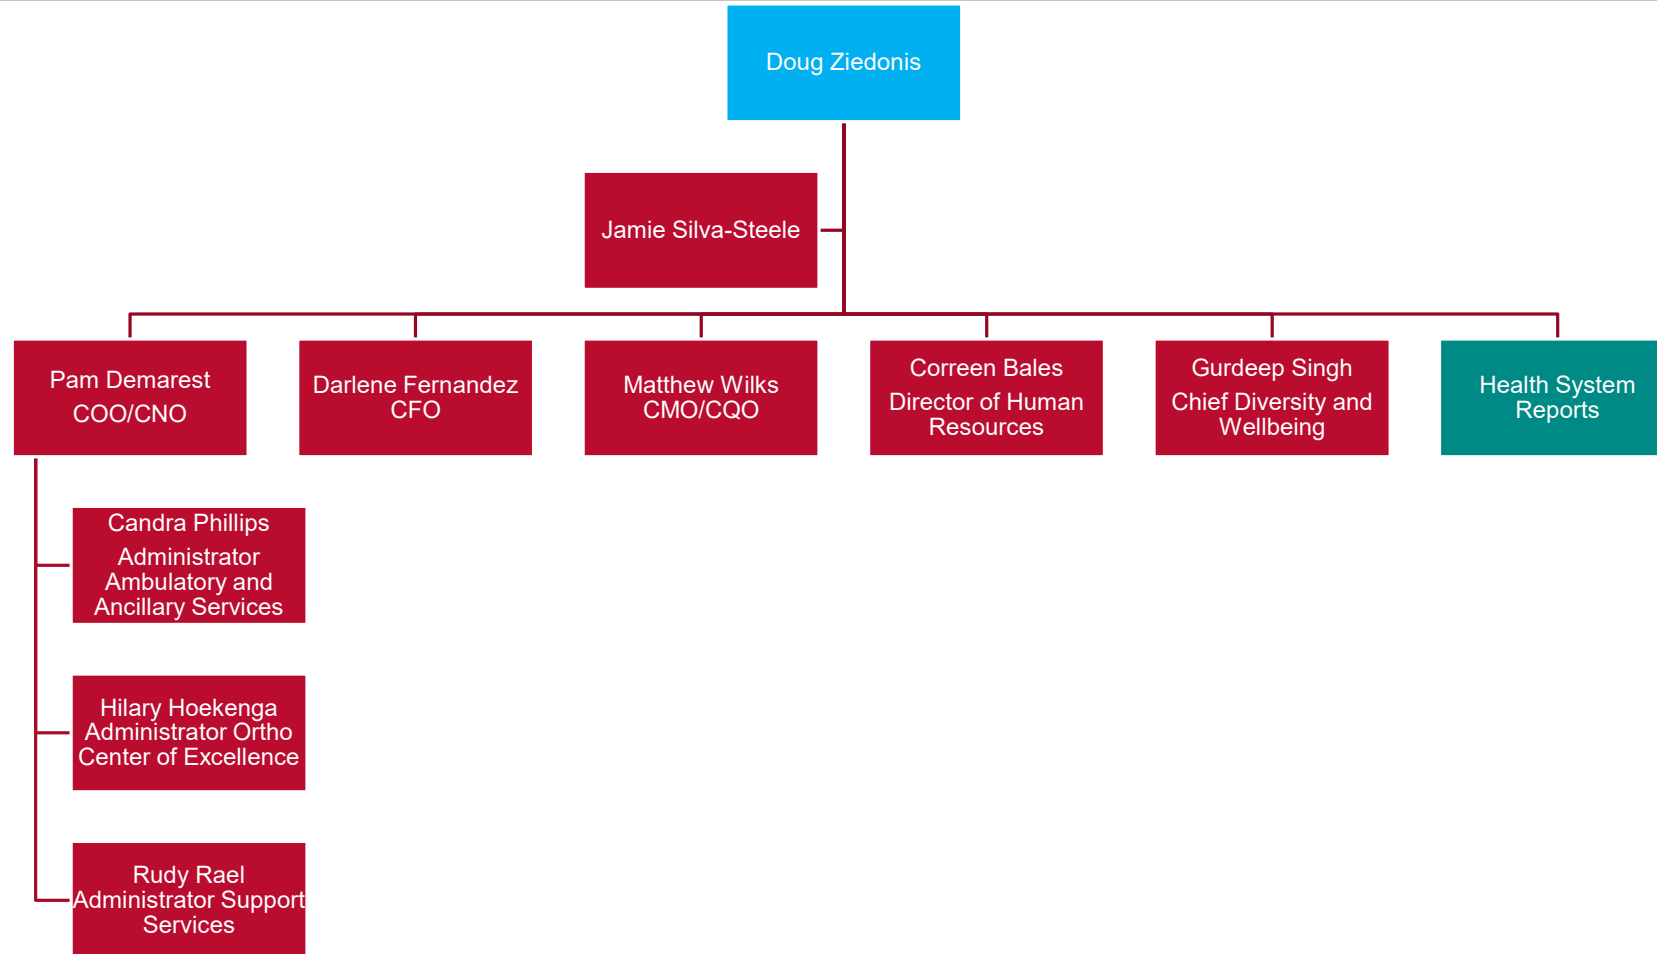 Doug Ziedonis
Jamie Silva-Steele
Pam Demarest
COO/CNO
Darlene Fernandez
CFO
Matthew Wilks
CMO/CQO
Correen Bales
Director of Human
Resources
Gurdeep Singh
Chief Diversity and
Wellbeing
Health System
Reports
Candra Phillips
Administrator
Ambulatory and
Ancillary Services
Hilary Hoekenga
Administrator Ortho
Center of Excellence
Rudy Rael
Administrator Support
Services